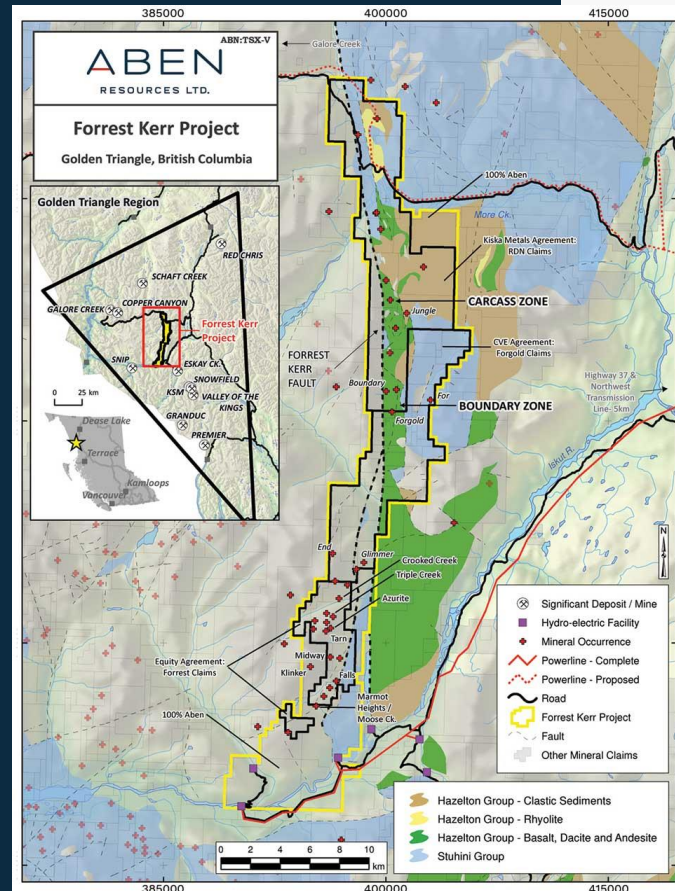 385000
400000
415000
ABN:TSX-V
ABEN
RESOURCES LTD.
Forrest Kerr Project
Golden Triangle, British Columbia
Galore Creek
Golden Triangle Region
RED CHRIS
SCHAFT CREEK
COPPER CANYON
GALORE CREEK
Forrest Kerr
Project
SNIP
ESKAY CK.
SNOWFIELD
KSM
VALLEY OF THE
KINGS
GRANDUC
PREMIER
0 25 km
Dease Lake
Terrace
Kamloops
Vancouver
100% Aben
More Ck.
Kiska Metals Agreement:
RDN Claims
CARCASS ZONE
Jungle
CVE Agreement:
Forgold Claims
FORREST
KERR
FAULT
Boundary
For
BOUNDARY ZONE
Forgold
Highway 37 &
Northwest
Transmission
Line- 5km
Iskut R.
End
Glimmer
Crooked Creek
Triple Creek
Azurite
Tarn
Equity Agreement:
Forrest Claims
Midway
Klinker
Falls
Marmot
Heights /
Moose Ck.
100% Aben
N
Significant Deposit / Mine
Hydro-electric Facility
Mineral Occurrence
Powerline - Complete
Powerline - Proposed
Road
Forrest Kerr Project
Fault
Other Mineral Claims
Hazelton Group - Clastic Sediments
Hazelton Group - Rhyolite
Hazelton Group - Basalt, Dacite and Andesite
Stuhini Group
0 2 4 6 8 10
km
385000
400000
415000